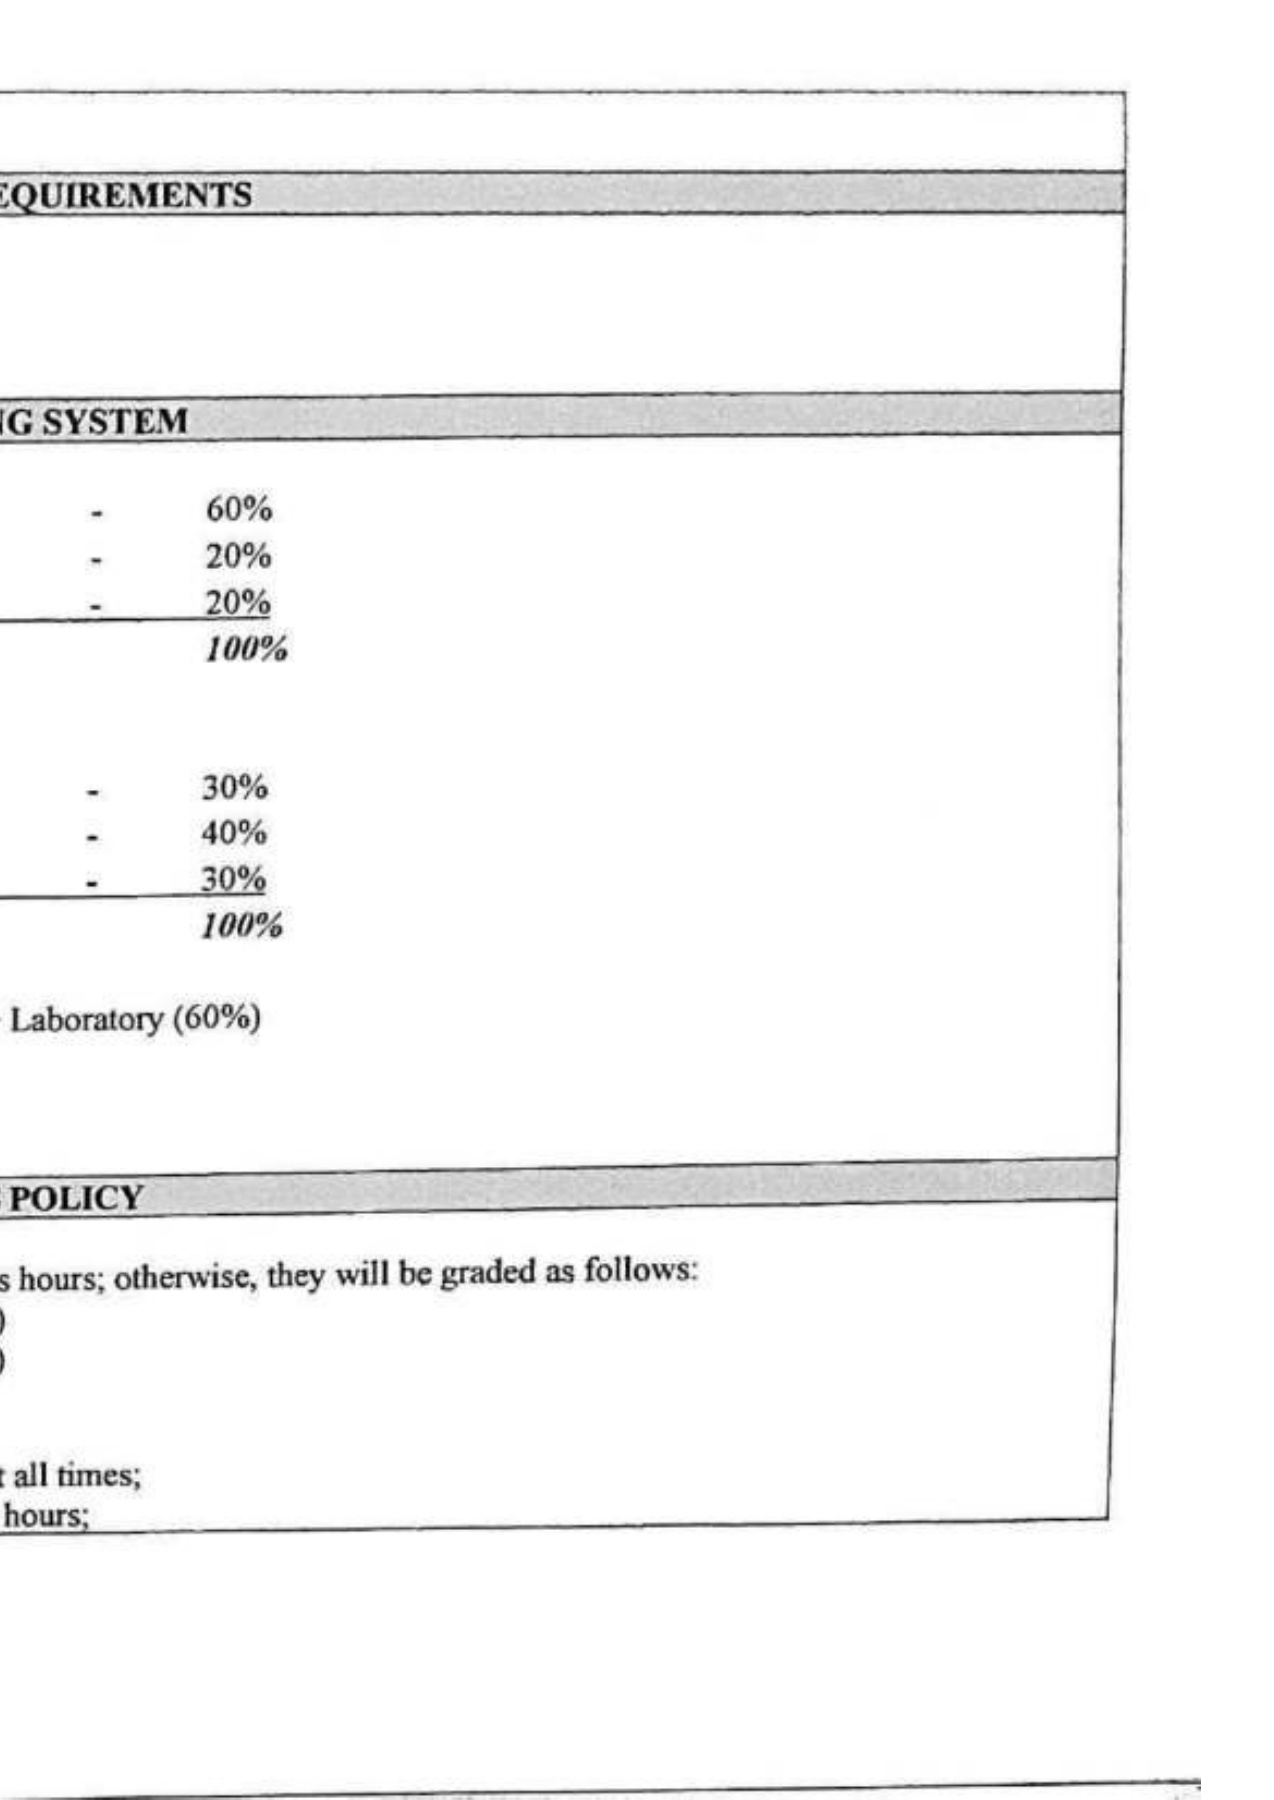 EQUIREMENTS
NG SYSTEM
- 60%
- 20%
- 20%
100%
- 30%
- 40%
- 30%
100%
Laboratory (60%)
POLICY
s hours; otherwise, they will be graded as follows:
)
)
t all times;
hours;